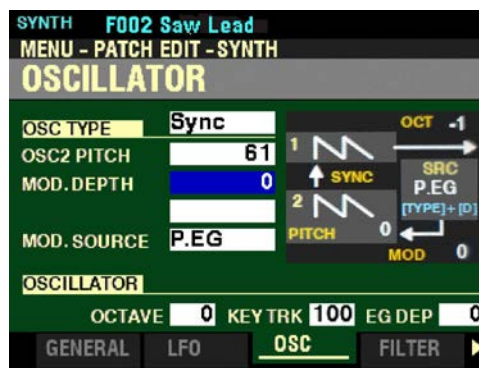 SYNTH F002 Saw Lead
MENU - PATCH EDIT - SYNTH
OSCILLATOR
OSC TYPE Sync
OSC2 PITCH 61
MOD. DEPTH 0
MOD. SOURCE P.EG
OCT -1
1
SYNC
SRC
P.EG
[TYPE]+[D]
2
PITCH 0
MOD 0
OSCILLATOR
OCTAVE 0 KEY TRK 100 EG DEP 0
GENERAL LFO OSC FILTER